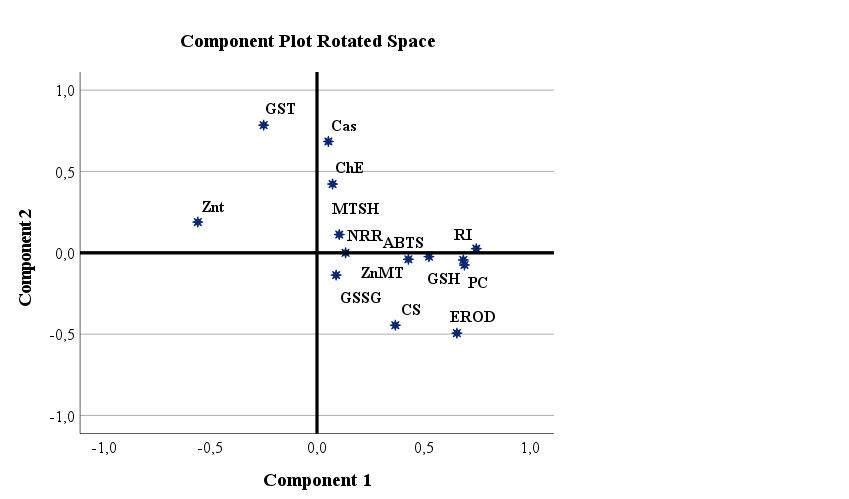 Component Plot Rotated Space
1,0
GST
Cas
0,5
ChE
Znt
MTSH
NRR
ABTS
RI
0,0
ZnMT
GSH
PC
GSSG
CS
EROD
-0,5
-1,0
-1,0 -0,5 0,0 0,5 1,0
Component 1
Component 2